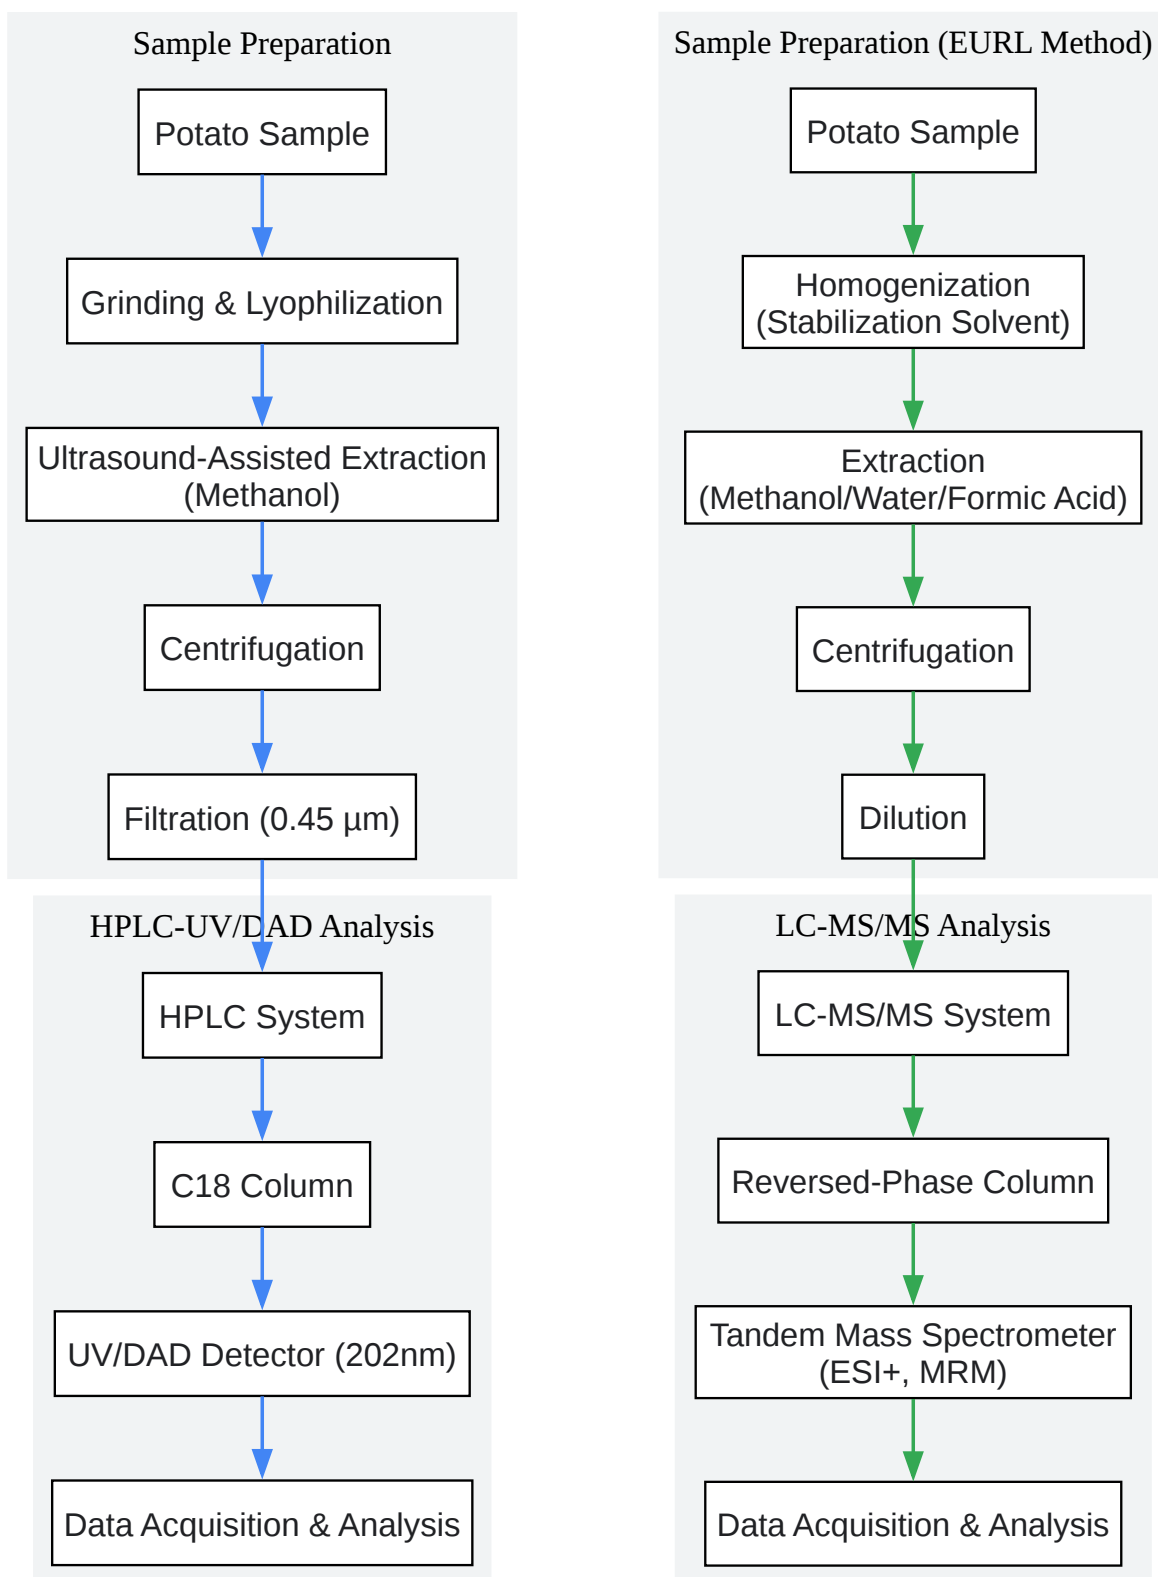 Sample Preparation
Potato Sample
Grinding & Lyophilization
Ultrasound-Assisted Extraction
(Methanol)
Centrifugation
Filtration (0.45 µm)
HPLC-UV/DAD Analysis
HPLC System
C18 Column
UV/DAD Detector (202nm)
Data Acquisition & Analysis
Sample Preparation (EURL Method)
Potato Sample
Homogenization
(Stabilization Solvent)
Extraction
(Methanol/Water/Formic Acid)
Centrifugation
Dilution
LC-MS/MS Analysis
LC-MS/MS System
Reversed-Phase Column
Tandem Mass Spectrometer
(ESI+, MRM)
Data Acquisition & Analysis